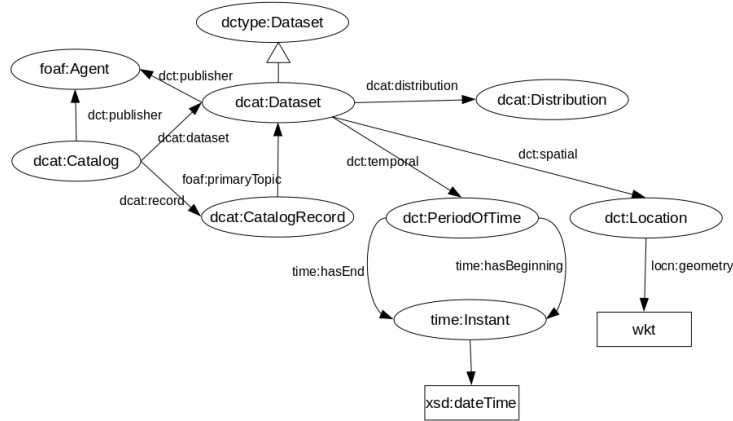 dctype:Dataset
foaf:Agent
dct:publisher
dcat:distribution
dcat:Dataset
dcat:Distribution
dct:publisher
dcat:dataset
dct:temporal
dct:spatial
dcat:Catalog
foaf:primaryTopic
dcat:record
dcat:CatalogRecord
dct:PeriodOfTime
dct:Location
time:hasEnd
time:hasBeginning
locn:geometry
time:Instant
wkt
xsd:dateTime